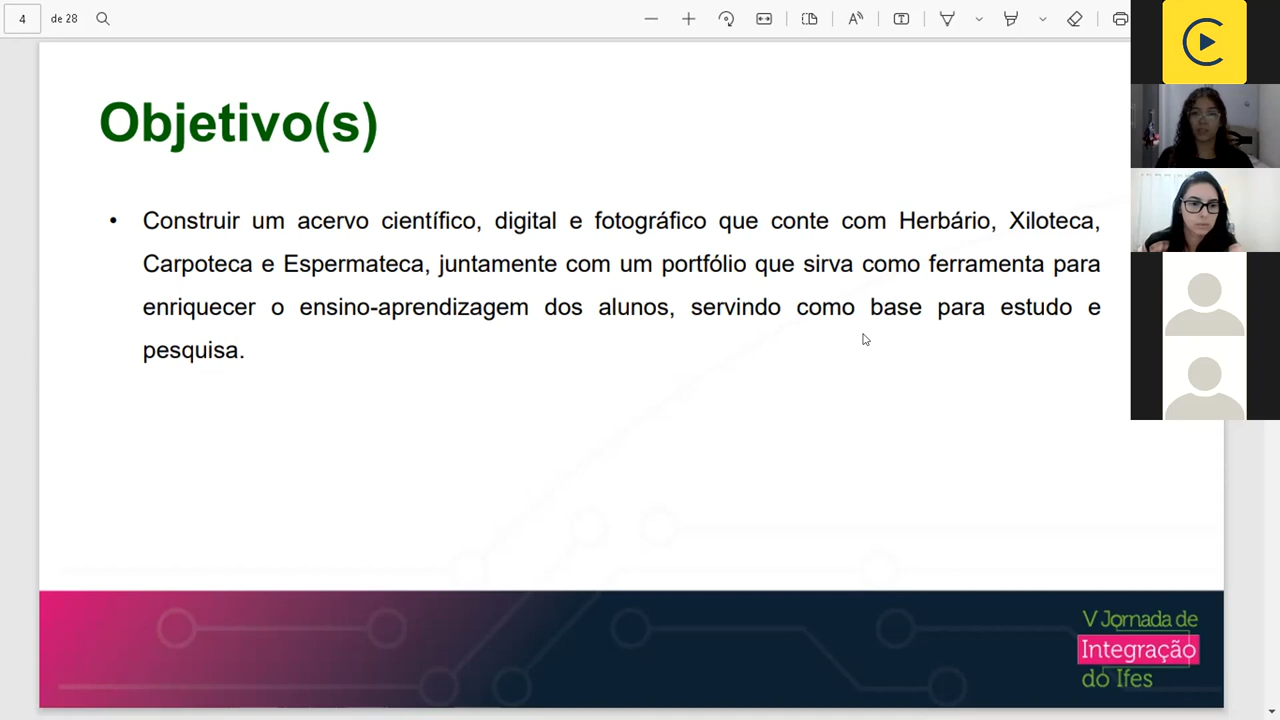 4 de 28
Objetivo(s)
• Construir um acervo científico, digital e fotográfico que conte com Herbário, Xiloteca,
Carpoteca e Espermateca, juntamente com um portfólio que sirva como ferramenta para
enriquecer o ensino-aprendizagem dos alunos, servindo como base para estudo e
pesquisa.
V Jornada de
Integração
do Ifes